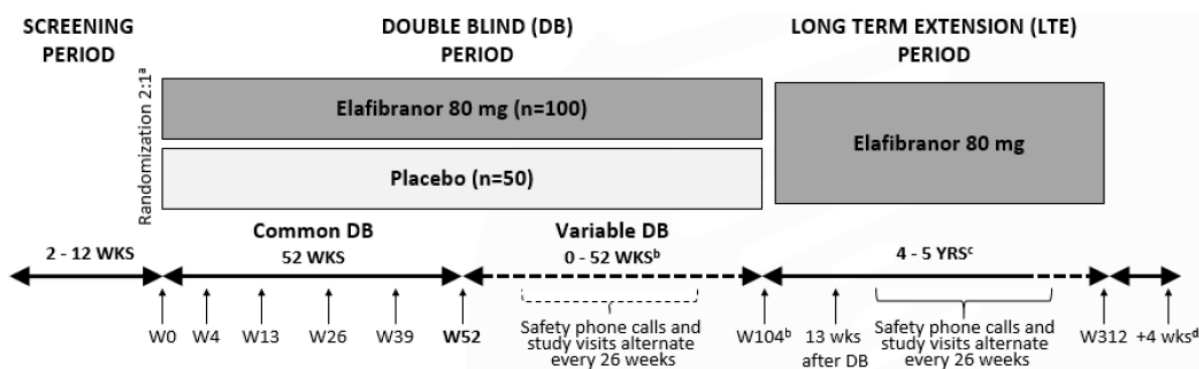 SCREENING
PERIOD
DOUBLE BLIND (DB)
PERIOD
LONG TERM EXTENSION (LTE)
PERIOD
Randomization 2:1ᵃ
Elafibranor 80 mg (n=100)
Placebo (n=50)
Elafibranor 80 mg
2 - 12 WKS
Common DB
52 WKS
Variable DB
0 - 52 WKSᵇ
4 - 5 YRSᶜ
W0
W4
W13
W26
W39
W52
Safety phone calls and
study visits alternate
every 26 weeks
W104ᵇ
13 wks
after DB
Safety phone calls and
study visits alternate
every 26 weeks
W312
+4 wksᵈ